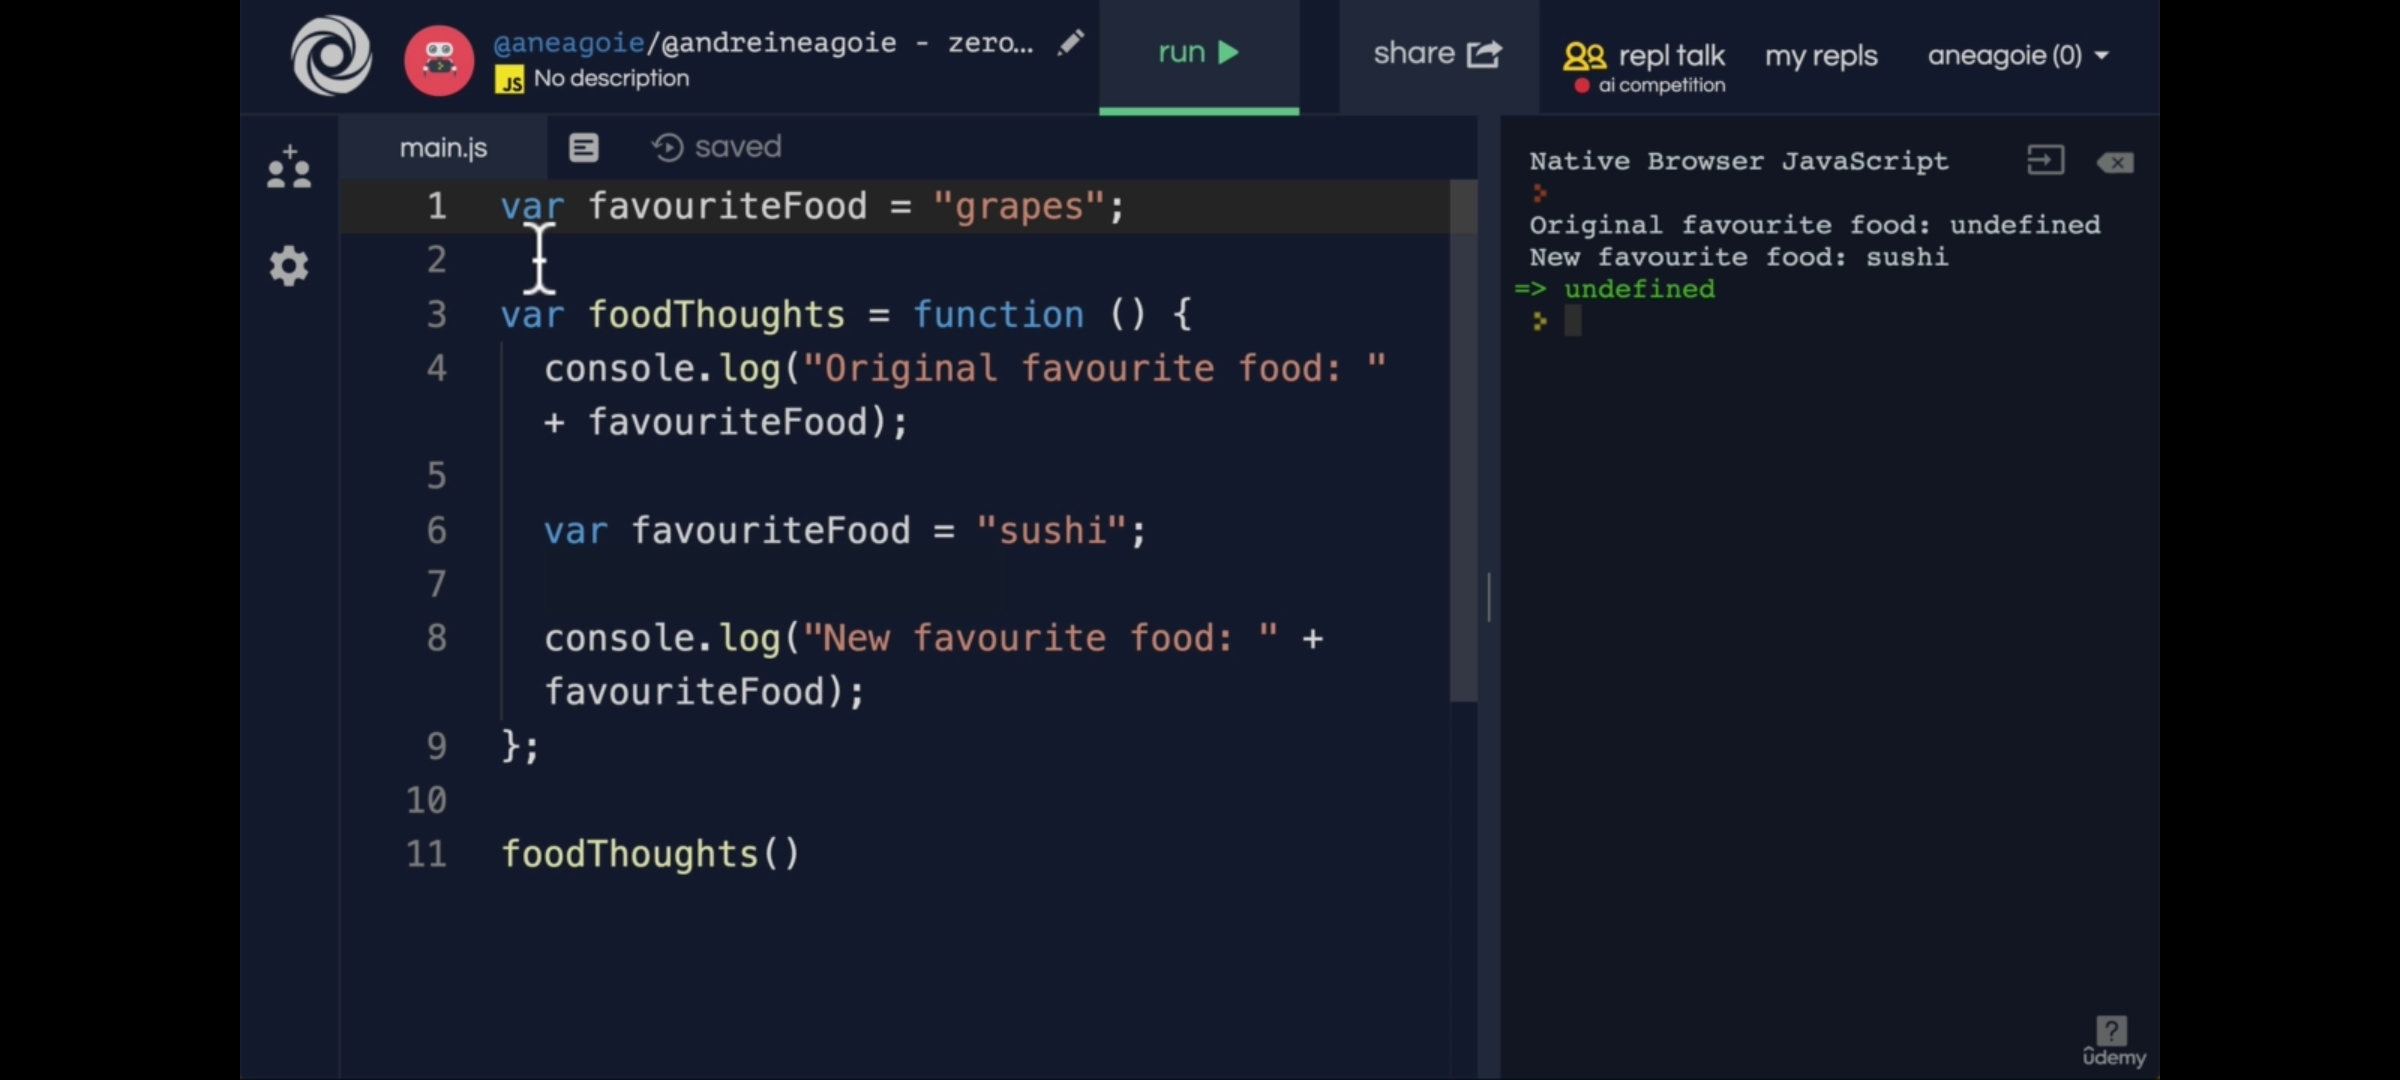 @aneagoie/@andreineagoie - zero...
JS No description
run
share
repl talk
ai competition
my repls
aneagoie (0)
main.js
saved
1 var favouriteFood = "grapes";
2
3 var foodThoughts = function () {
4 console.log("Original favourite food: "
+ favouriteFood);
5
6 var favouriteFood = "sushi";
7
8 console.log("New favourite food: " +
favouriteFood);
9 };
10
11 foodThoughts()
Native Browser JavaScript
Original favourite food: undefined
New favourite food: sushi
=> undefined
?
ûdemy